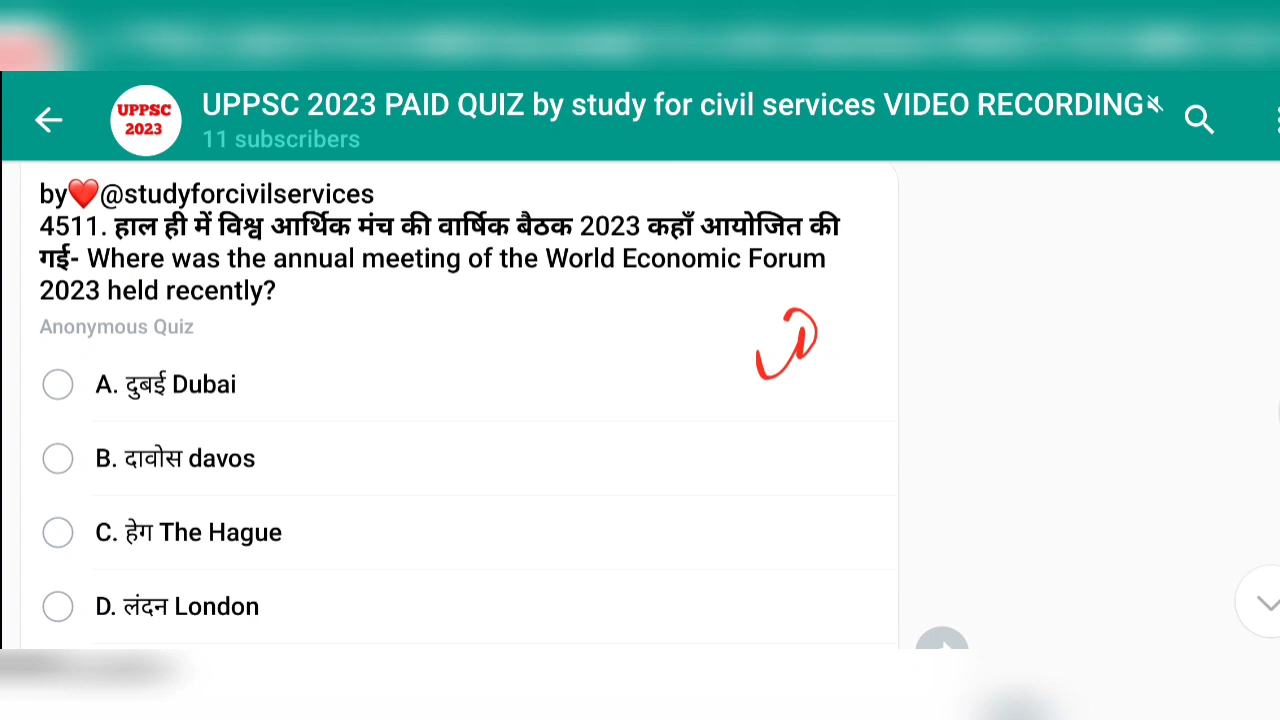 UPPSC
2023
UPPSC 2023 PAID QUIZ by study for civil services VIDEO RECORDING
11 subscribers
by❤️@studyforcivilservices
4511. हाल ही में विश्व आर्थिक मंच की वार्षिक बैठक 2023 कहाँ आयोजित की
गई- Where was the annual meeting of the World Economic Forum
2023 held recently?
Anonymous Quiz
A. दुबई Dubai
B. दावोस davos
C. हेग The Hague
D. लंदन London